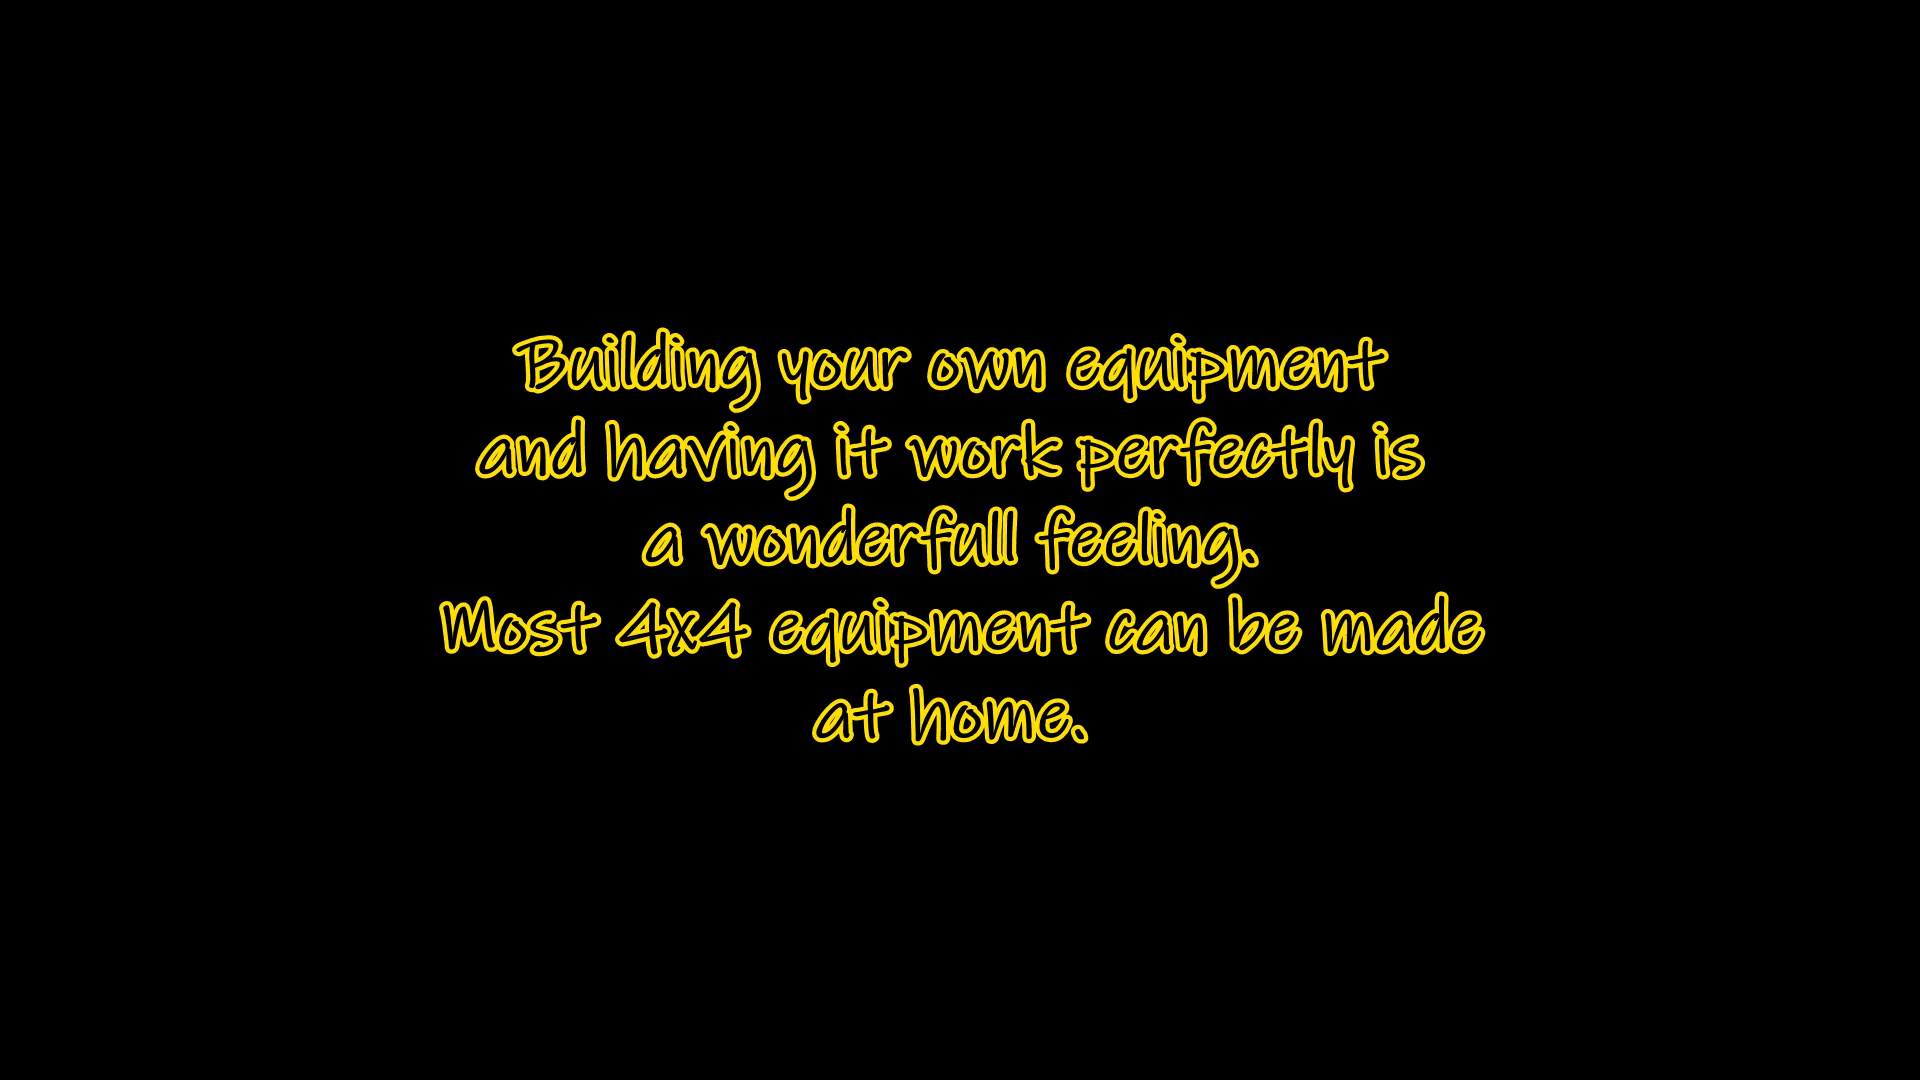 Building your own equipment
and having it work perfectly is
a wonderfull feeling.
Most 4x4 equipment can be made
at home.